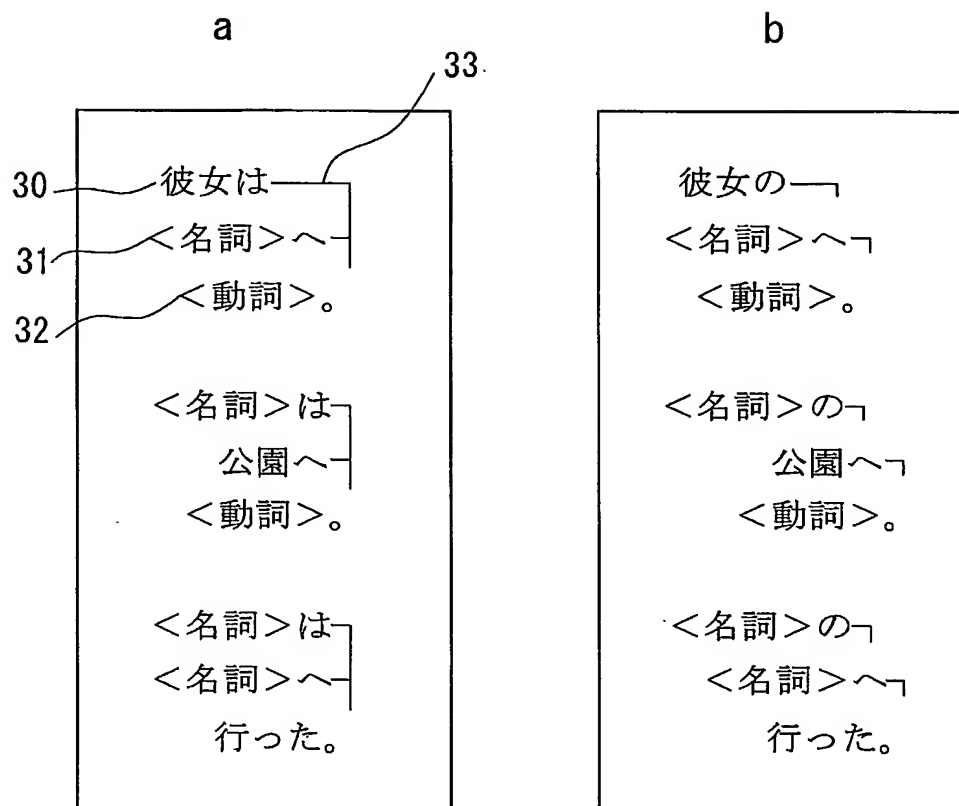 a
33
30
彼女は
31
<名詞>へ
32
<動詞>。
<名詞>は
公園へ
<動詞>。
<名詞>は
<名詞>へ
行った。
b
彼女の
<名詞>へ
<動詞>。
<名詞>の
公園へ
<動詞>。
<名詞>の
<名詞>へ
行った。